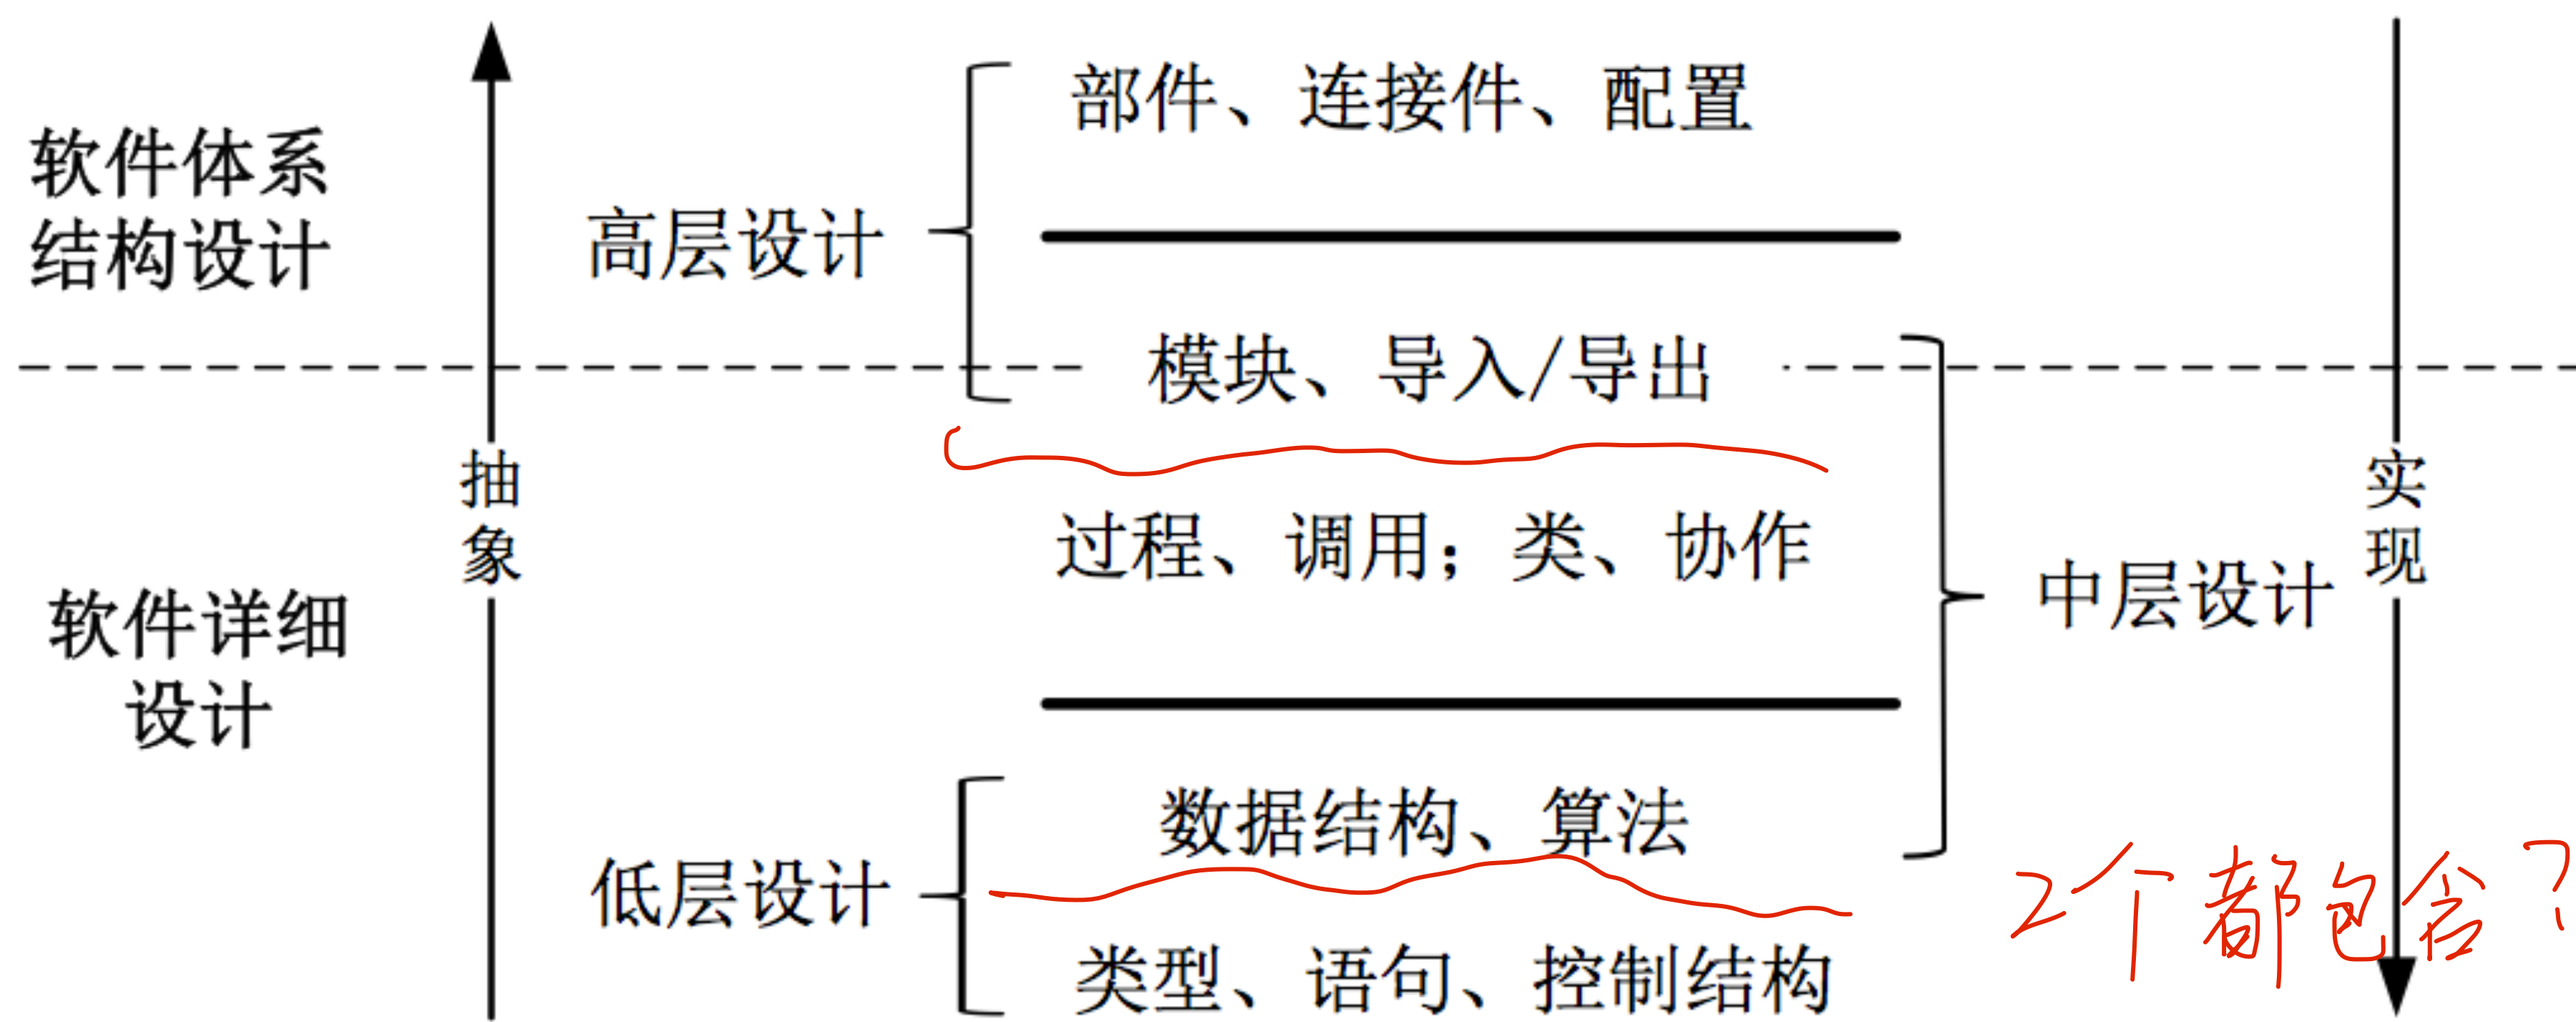 部件、连接件、配置
软件体系
结构设计
高层设计
模块、导入/导出
抽
象
实
现
过程、调用；类、协作
中层设计
软件详细
设计
数据结构、算法
低层设计
2个都包含？
类型、语句、控制结构